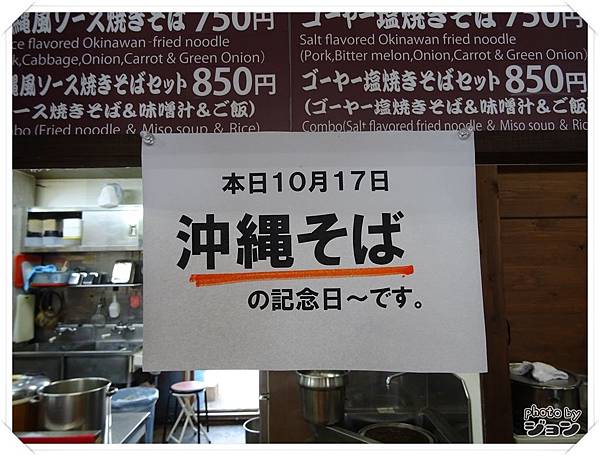 縄風ソース焼きそば 750円
ce flavored Okinawan-fried noodle
k,Cabbage,Onion,Carrot & Green Onion)
縄風ソース焼きそばセット 850円
ース焼きそば&味噌汁&ご飯)
mbo(Fried noodle & Miso soup & Rice)
ゴーヤー塩焼きそば 750円
Salt flavored Okinawan fried noodle
(Pork,Bitter melon,Onion,Carrot & Green Onion)
ゴーヤー塩焼きそばセット 850円
(ゴーヤー塩焼きそば&味噌汁&ご飯)
Combo(Salt flavored fried noodle & Miso soup & Rice)
本日10月17日
沖縄そば
の記念日～です。
photo by
ジョン